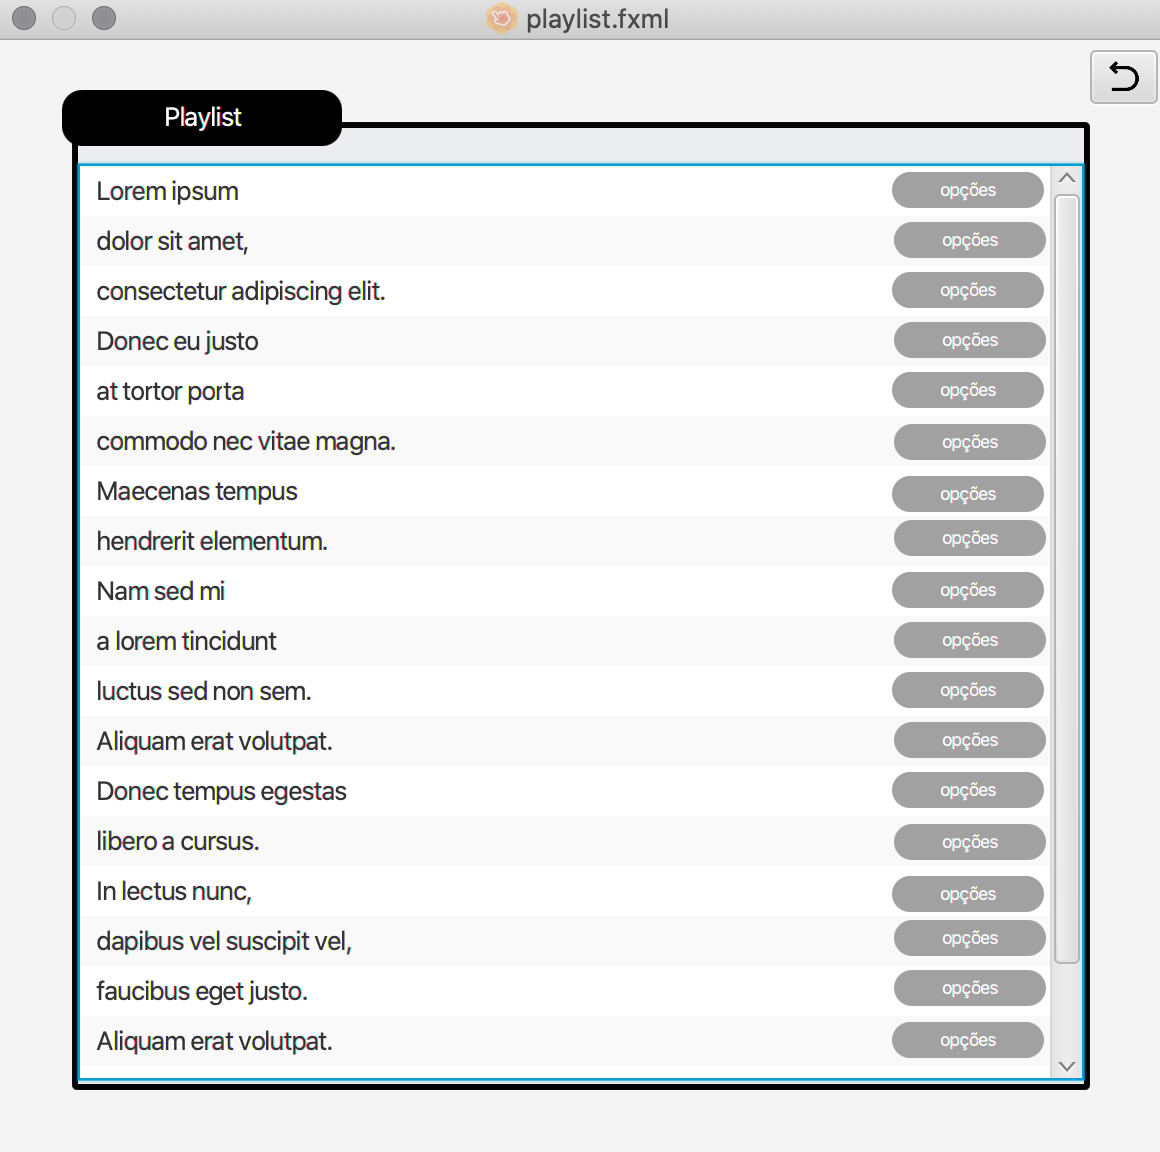 playlist.fxml
Playlist
Lorem ipsum opções
dolor sit amet, opções
consectetur adipiscing elit. opções
Donec eu justo opções
at tortor porta opções
commodo nec vitae magna. opções
Maecenas tempus opções
hendrerit elementum. opções
Nam sed mi opções
a lorem tincidunt opções
luctus sed non sem. opções
Aliquam erat volutpat. opções
Donec tempus egestas opções
libero a cursus. opções
In lectus nunc, opções
dapibus vel suscipit vel, opções
faucibus eget justo. opções
Aliquam erat volutpat. opções